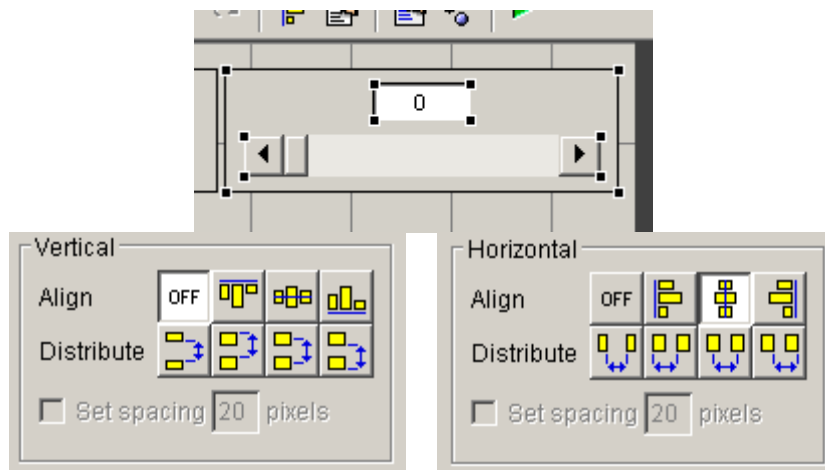 0
Vertical
Align OFF
Distribute
Set spacing 20 pixels
Horizontal
Align OFF
Distribute
Set spacing 20 pixels